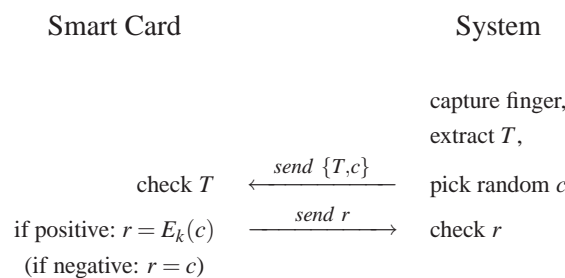 Smart Card System
capture finger,
extract T,
send {T,c}
check T pick random c
send r
if positive: r = E_k(c) check r
(if negative: r = c)